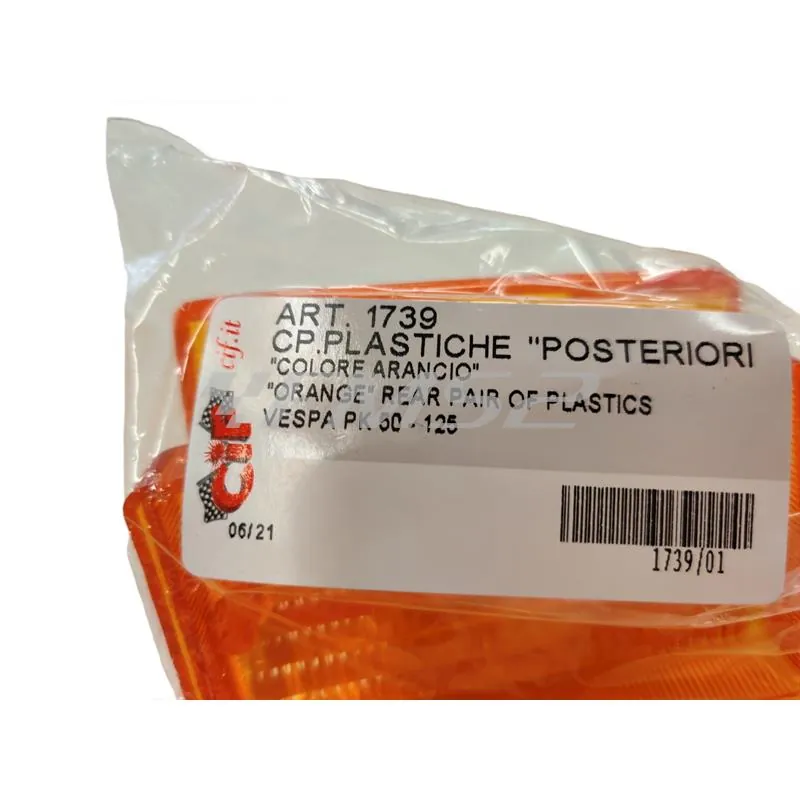 ART. 1739
CP.PLASTICHE "POSTERIORI
"COLORE ARANCIO"
"ORANGE" REAR PAIR OF PLASTICS
VESPA PK 50 - 125
cif.it
CIF
06/21
1739/01